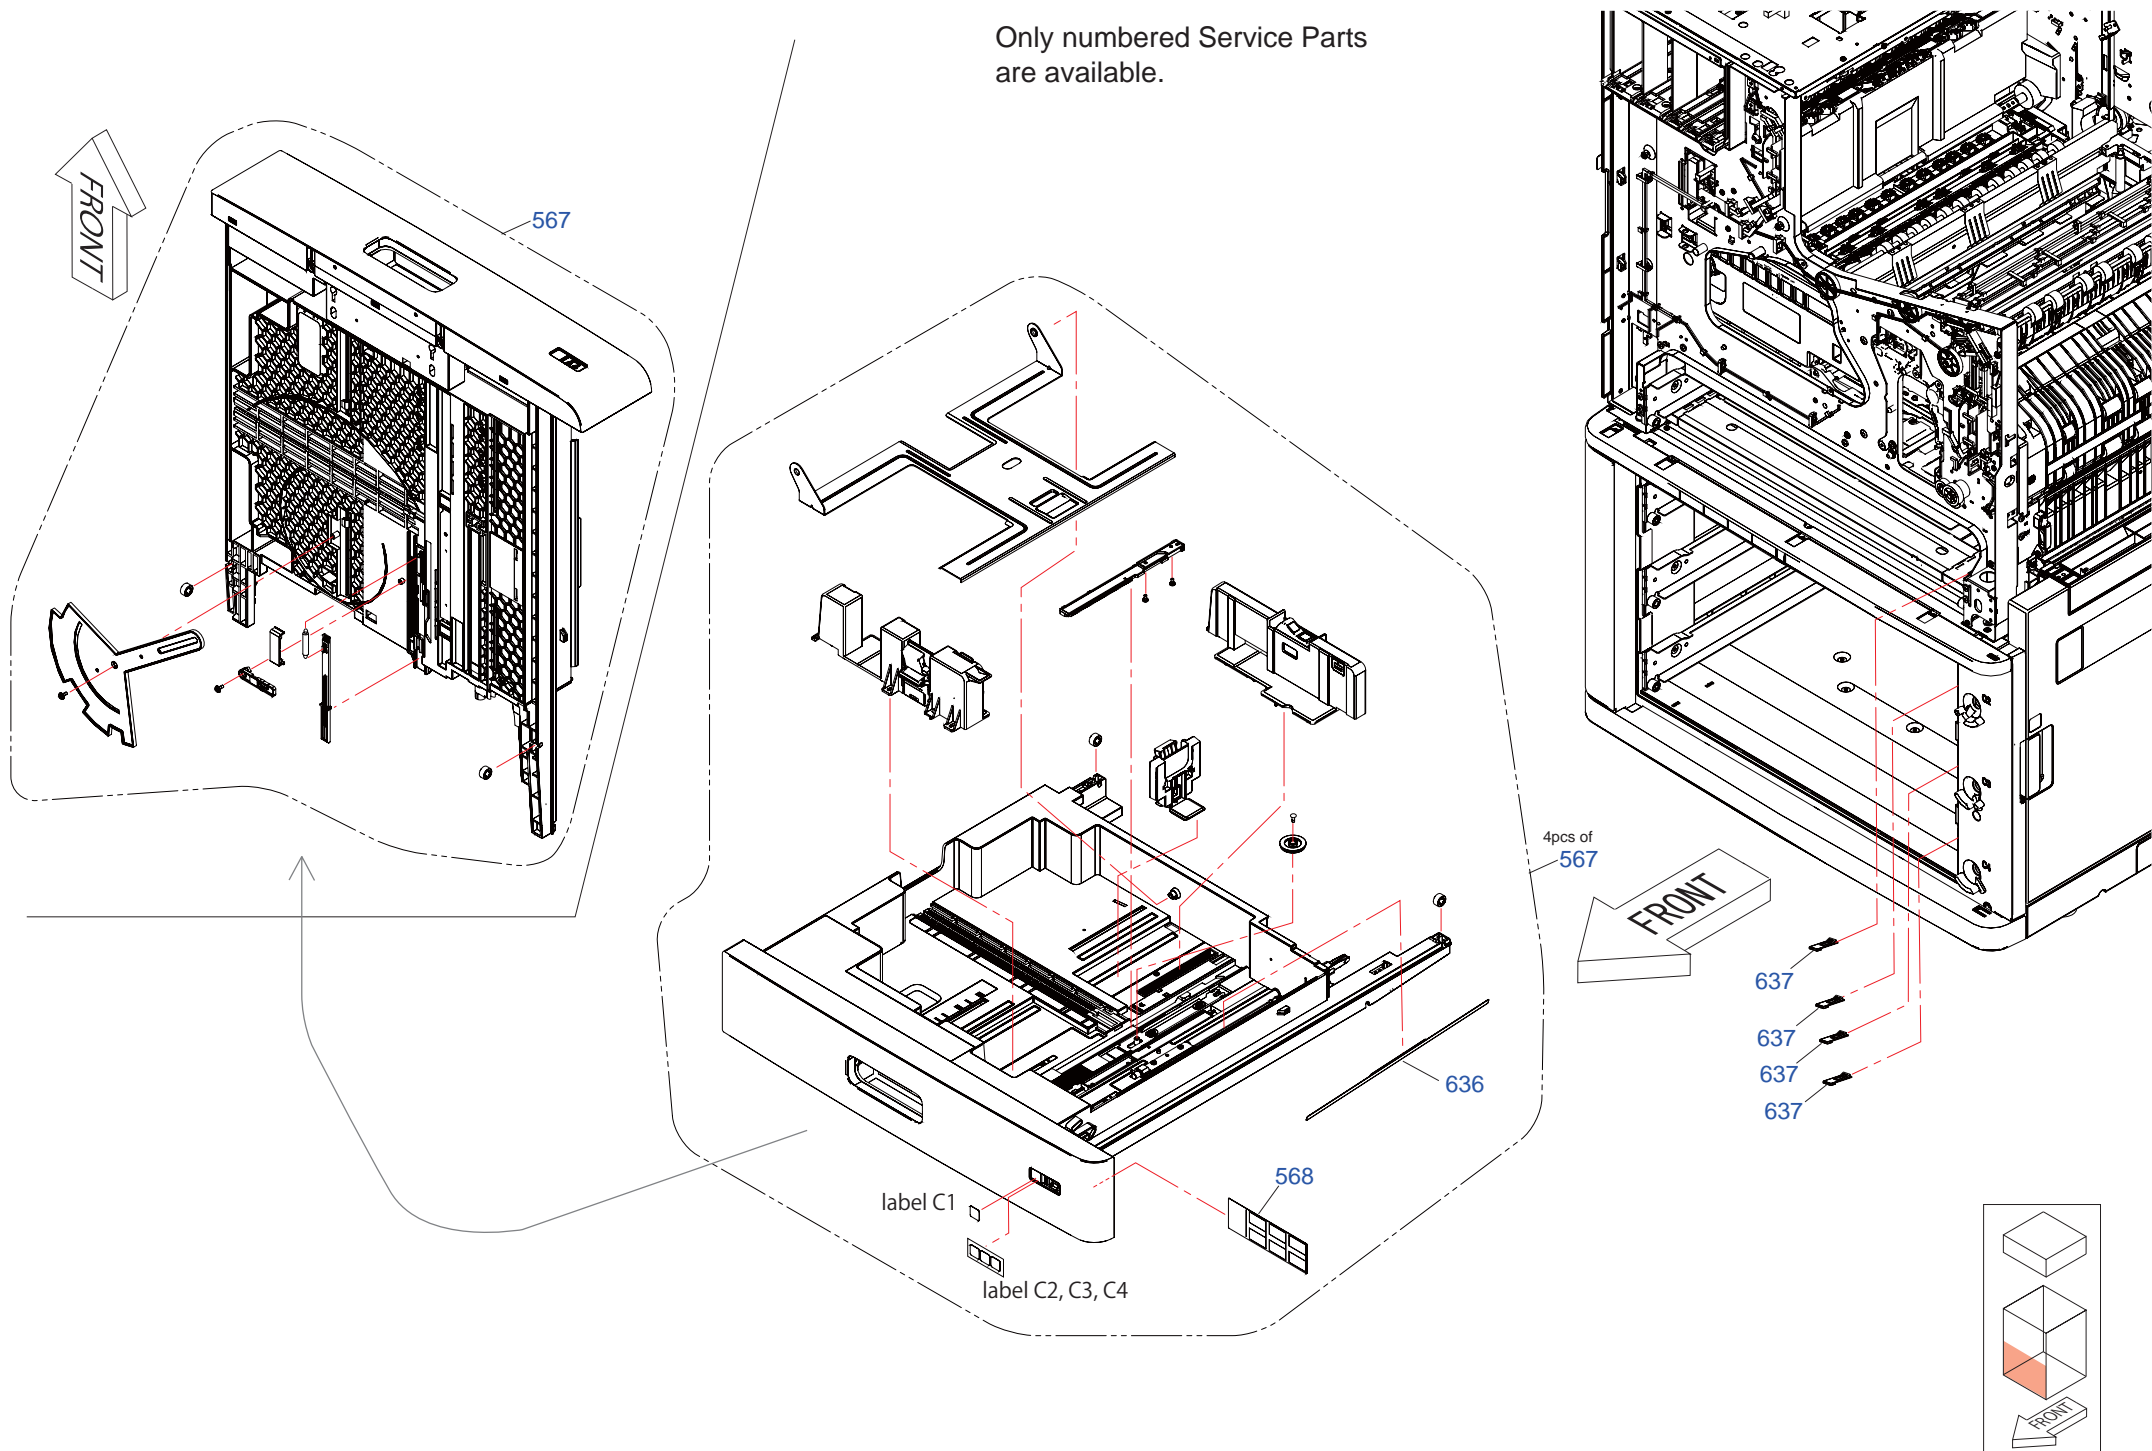 Only numbered Service Parts
are available.
FRONT
567
4pcs of
567
FRONT
637
637
637
637
636
568
label C1
label C2, C3, C4
FRONT